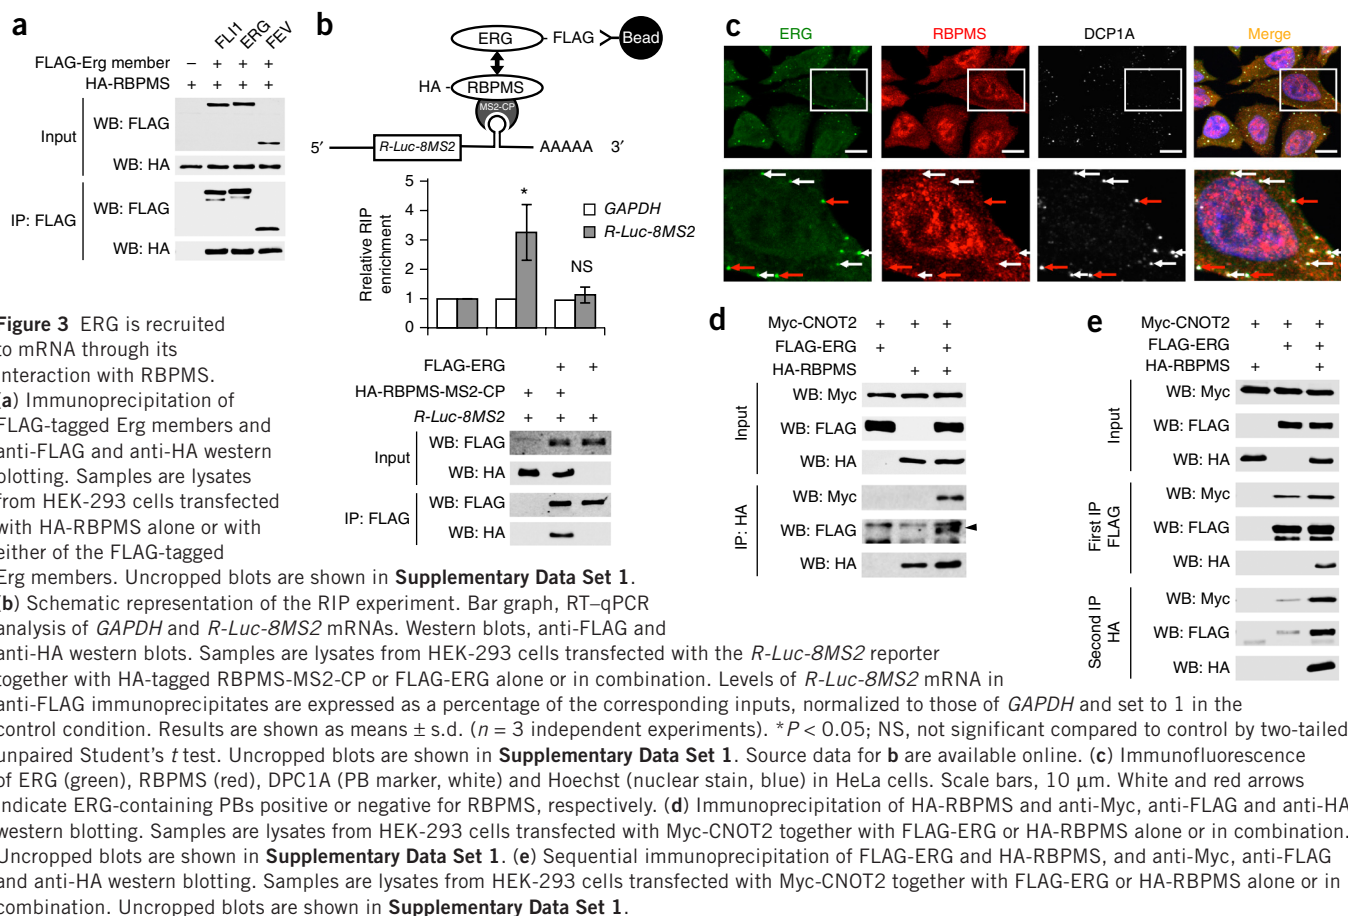 a
FLI1
ERG
FEV
FLAG-Erg member – + + +
HA-RBPMS + + + +
Input
WB: FLAG
WB: HA
IP: FLAG
WB: FLAG
WB: HA
b
ERG - FLAG Bead
HA - RBPMS
MS2-CP
5′ R-Luc-8MS2 AAAAA 3′
Rrelative RIP
enrichment
5
4
3
2
1
0
*
NS
GAPDH
R-Luc-8MS2
FLAG-ERG + +
HA-RBPMS-MS2-CP + +
R-Luc-8MS2 + + +
Input
WB: FLAG
WB: HA
IP: FLAG
WB: FLAG
WB: HA
c
ERG RBPMS DCP1A Merge
d
Myc-CNOT2 + + +
FLAG-ERG + +
HA-RBPMS + +
Input
WB: Myc
WB: FLAG
WB: HA
IP: HA
WB: Myc
WB: FLAG
WB: HA
e
Myc-CNOT2 + + +
FLAG-ERG + +
HA-RBPMS + +
Input
WB: Myc
WB: FLAG
WB: HA
First IP
FLAG
WB: Myc
WB: FLAG
WB: HA
Second IP
HA
WB: Myc
WB: FLAG
WB: HA
Figure 3 ERG is recruited
to mRNA through its
interaction with RBPMS.
(a) Immunoprecipitation of
FLAG-tagged Erg members and
anti-FLAG and anti-HA western
blotting. Samples are lysates
from HEK-293 cells transfected
with HA-RBPMS alone or with
either of the FLAG-tagged
Erg members. Uncropped blots are shown in Supplementary Data Set 1.
(b) Schematic representation of the RIP experiment. Bar graph, RT–qPCR
analysis of GAPDH and R-Luc-8MS2 mRNAs. Western blots, anti-FLAG and
anti-HA western blots. Samples are lysates from HEK-293 cells transfected with the R-Luc-8MS2 reporter
together with HA-tagged RBPMS-MS2-CP or FLAG-ERG alone or in combination. Levels of R-Luc-8MS2 mRNA in
anti-FLAG immunoprecipitates are expressed as a percentage of the corresponding inputs, normalized to those of GAPDH and set to 1 in the
control condition. Results are shown as means ± s.d. (n = 3 independent experiments). *P < 0.05; NS, not significant compared to control by two-tailed
unpaired Student's t test. Uncropped blots are shown in Supplementary Data Set 1. Source data for b are available online. (c) Immunofluorescence
of ERG (green), RBPMS (red), DPC1A (PB marker, white) and Hoechst (nuclear stain, blue) in HeLa cells. Scale bars, 10 μm. White and red arrows
indicate ERG-containing PBs positive or negative for RBPMS, respectively. (d) Immunoprecipitation of HA-RBPMS and anti-Myc, anti-FLAG and anti-HA
western blotting. Samples are lysates from HEK-293 cells transfected with Myc-CNOT2 together with FLAG-ERG or HA-RBPMS alone or in combination.
Uncropped blots are shown in Supplementary Data Set 1. (e) Sequential immunoprecipitation of FLAG-ERG and HA-RBPMS, and anti-Myc, anti-FLAG
and anti-HA western blotting. Samples are lysates from HEK-293 cells transfected with Myc-CNOT2 together with FLAG-ERG or HA-RBPMS alone or in
combination. Uncropped blots are shown in Supplementary Data Set 1.